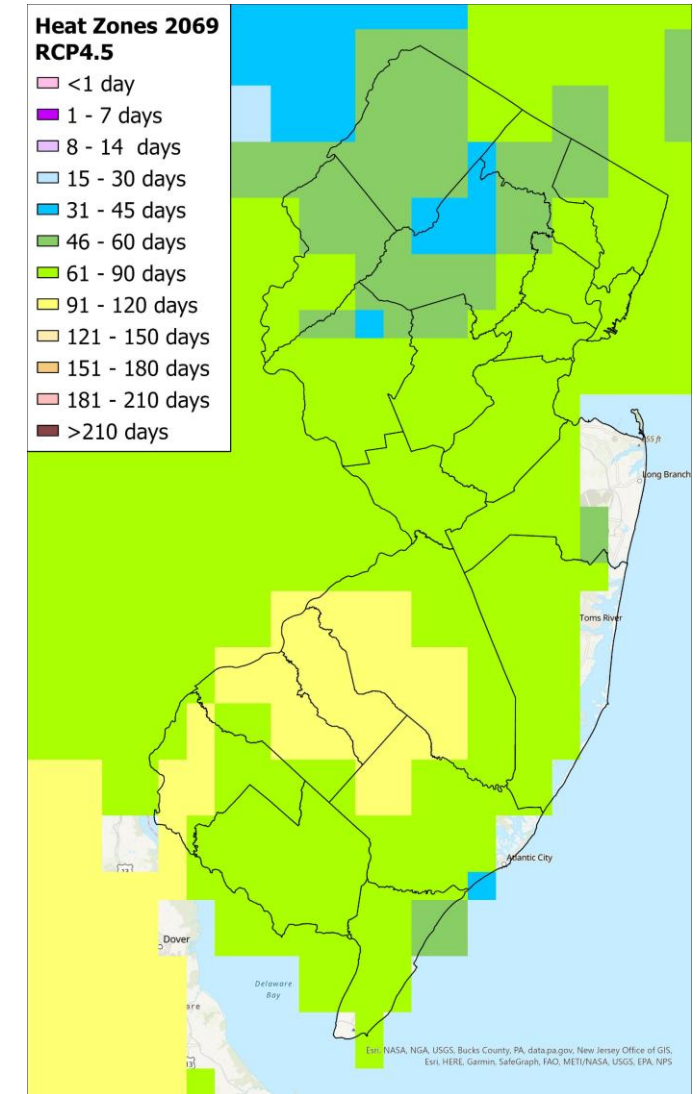 Heat Zones 2069
RCP4.5
<1 day
1 - 7 days
8 - 14 days
15 - 30 days
31 - 45 days
46 - 60 days
61 - 90 days
91 - 120 days
121 - 150 days
151 - 180 days
181 - 210 days
>210 days
Long Branch
Toms River
Atlantic City
Dover
Delaware
Bay
Esri, NASA, NGA, USGS, Bucks County, PA, data.pa.gov, New Jersey Office of GIS,
Esri, HERE, Garmin, SafeGraph, FAO, METI/NASA, USGS, EPA, NPS